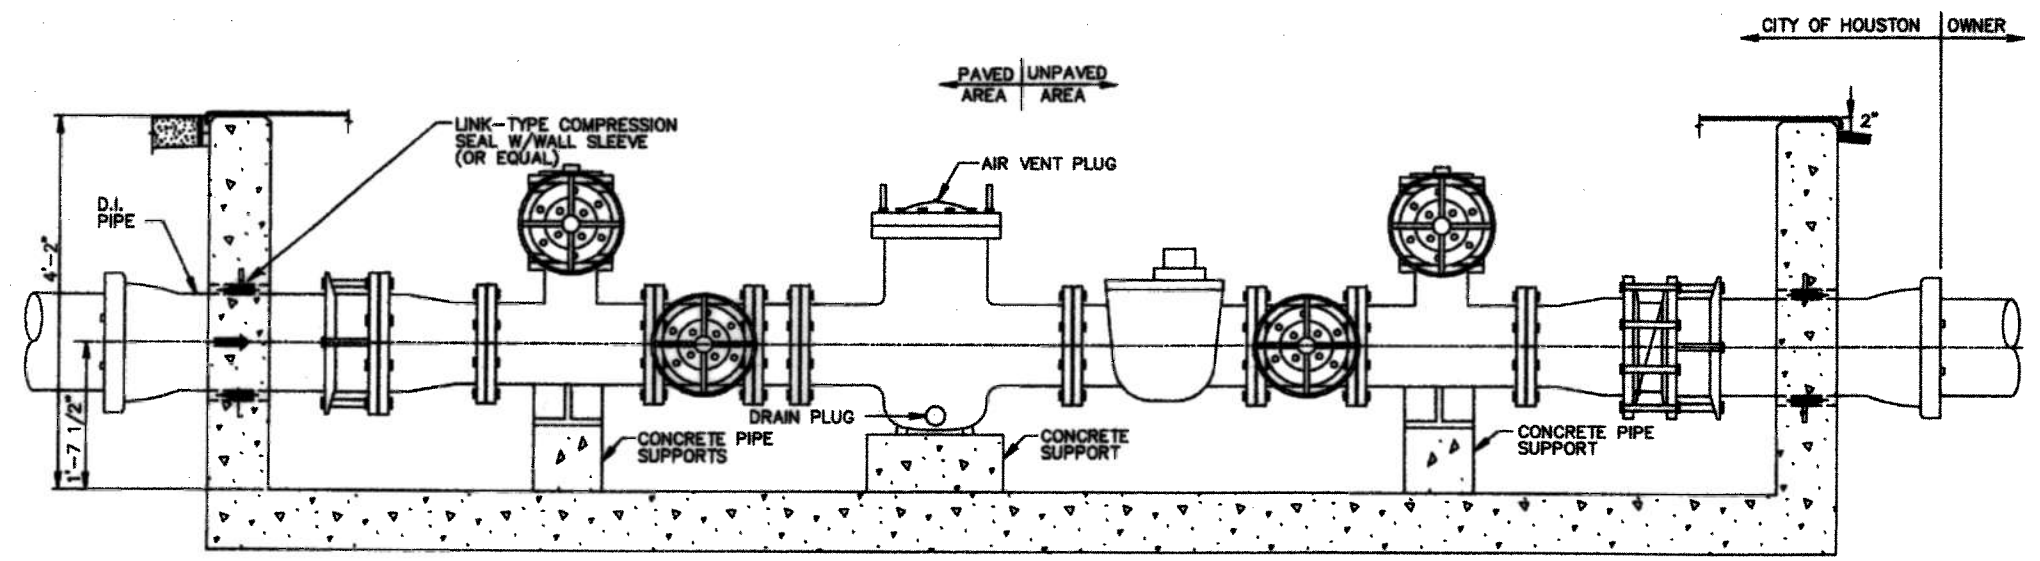 CITY OF HOUSTON OWNER
PAVED UNPAVED
AREA AREA
LINK-TYPE COMPRESSION
SEAL W/WALL SLEEVE
(OR EQUAL)
2"
AIR VENT PLUG
D.I.
PIPE
4'-2"
1'-7 1/2"
DRAIN PLUG
CONCRETE PIPE
SUPPORTS
CONCRETE
SUPPORT
CONCRETE PIPE
SUPPORT